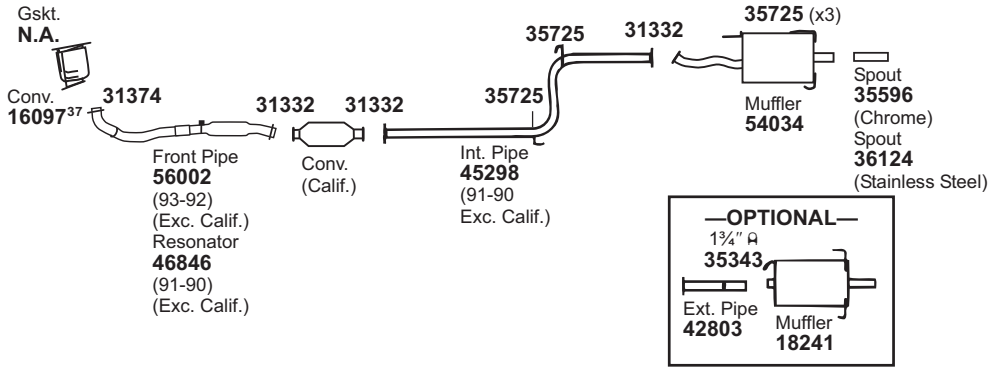 Gskt.
N.A.
Conv.
16097³⁷
31374
Front Pipe
56002
(93-92)
(Exc. Calif.)
Resonator
46846
(91-90)
(Exc. Calif.)
31332
Conv.
(Calif.)
31332
35725
Int. Pipe
45298
(91-90
Exc. Calif.)
35725
31332
35725 (x3)
Muffler
54034
Spout
35596
(Chrome)
Spout
36124
(Stainless Steel)
—OPTIONAL—
1¾″
35343
Ext. Pipe
42803
Muffler
18241